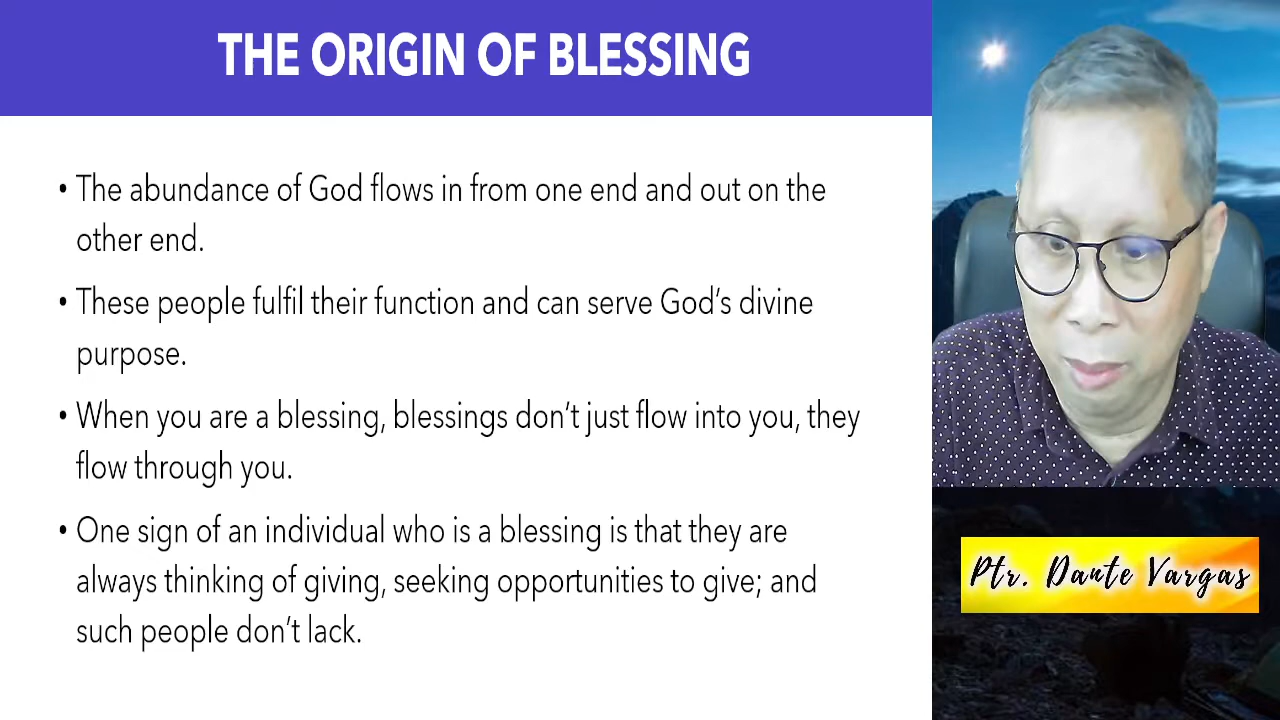 THE ORIGIN OF BLESSING
• The abundance of God flows in from one end and out on the
other end.
• These people fulfil their function and can serve God’s divine
purpose.
• When you are a blessing, blessings don’t just flow into you, they
flow through you.
• One sign of an individual who is a blessing is that they are
always thinking of giving, seeking opportunities to give; and
such people don’t lack.
Ptr. Dante Vargas